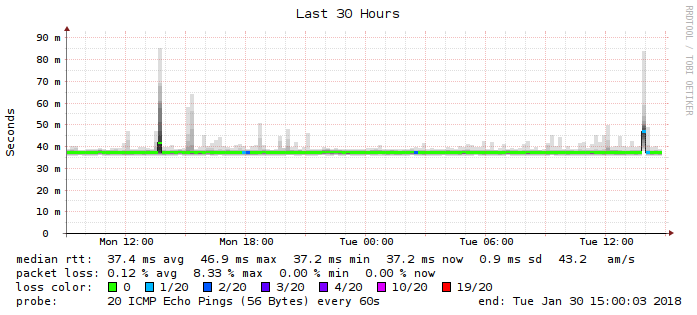 Last 30 Hours
RRDTOOL / TOBI OETIKER
Seconds
90 m
80 m
70 m
60 m
50 m
40 m
30 m
20 m
10 m
0
Mon 12:00 Mon 18:00 Tue 00:00 Tue 06:00 Tue 12:00
median rtt: 37.4 ms avg 46.9 ms max 37.2 ms min 37.2 ms now 0.9 ms sd 43.2 am/s
packet loss: 0.12 % avg 8.33 % max 0.00 % min 0.00 % now
loss color: 0 1/20 2/20 3/20 4/20 10/20 19/20
probe: 20 ICMP Echo Pings (56 Bytes) every 60s end: Tue Jan 30 15:00:03 2018